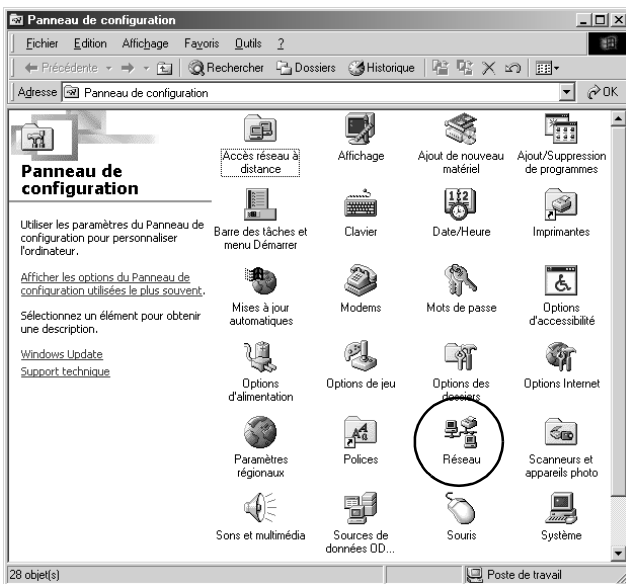 Panneau de configuration
Fichier Edition Affichage Favoris Outils ?
Précédente Rechercher Dossiers Historique
Adresse Panneau de configuration OK
Panneau de
configuration
Utiliser les paramètres du Panneau de
configuration pour personnaliser
l'ordinateur.
Afficher les options du Panneau de
configuration utilisées le plus souvent.
Sélectionnez un élément pour obtenir
une description.
Windows Update
Support technique
Accès réseau à
distance
Affichage
Ajout de nouveau
matériel
Ajout/Suppression
de programmes
Barre des tâches et
menu Démarrer
Clavier
Date/Heure
Imprimantes
Mises à jour
automatiques
Modems
Mots de passe
Options
d'accessibilité
Options
d'alimentation
Options de jeu
Options des
dossiers
Options Internet
Paramètres
régionaux
Polices
Réseau
Scanneurs et
appareils photo
Sons et multimédia
Sources de
données OD...
Souris
Système
28 objet(s)
Poste de travail